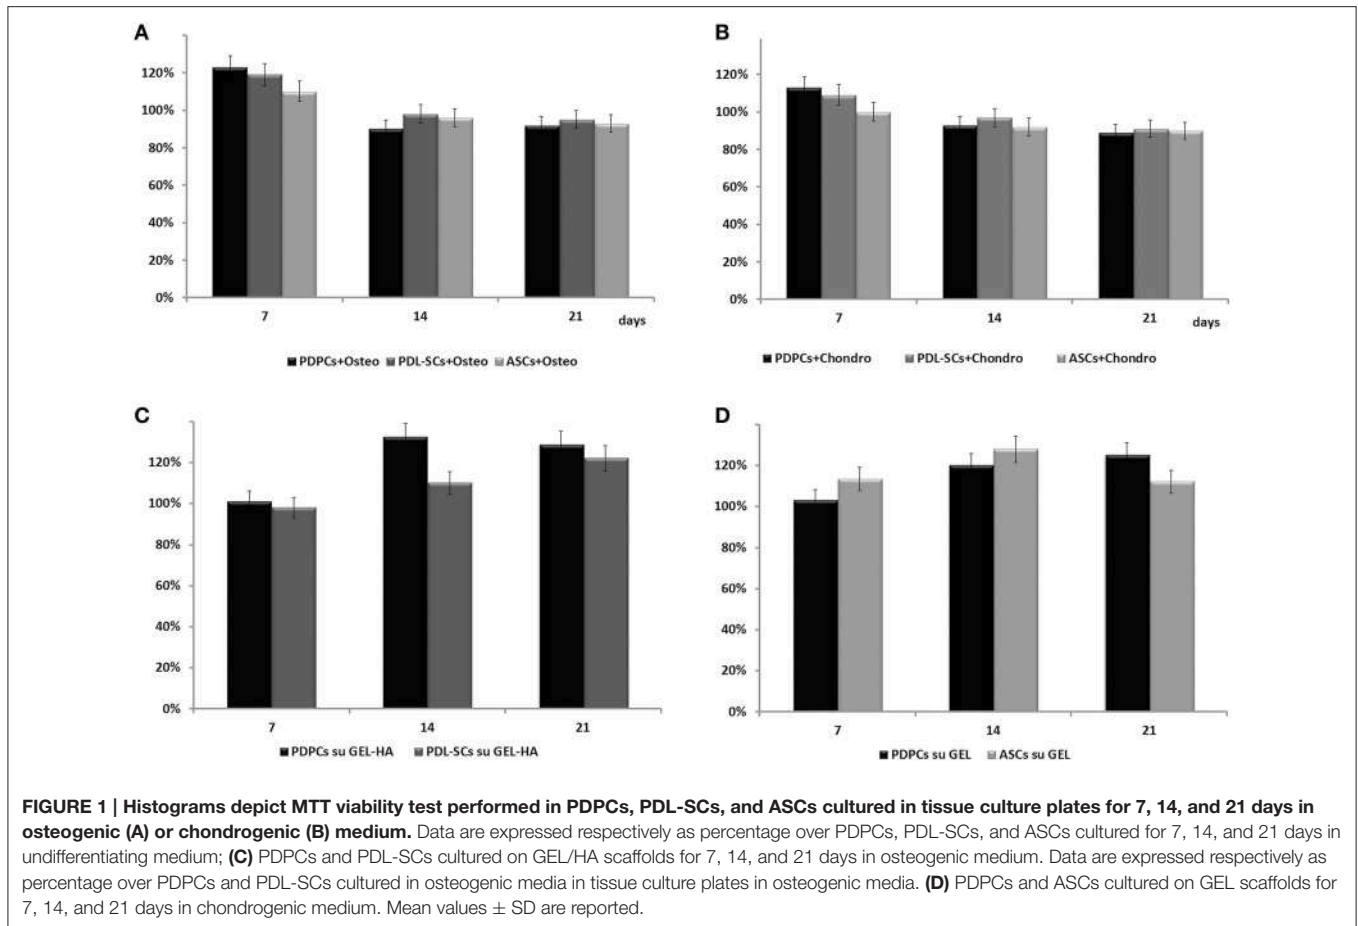 A
120%
100%
80%
60%
40%
20%
0%
7 14 21 days
PDPCs+Osteo PDL-SCs+Osteo ASCs+Osteo
B
120%
100%
80%
60%
40%
20%
0%
7 14 21 days
PDPCs+Chondro PDL-SCs+Chondro ASCs+Chondro
C
120%
100%
80%
60%
40%
20%
0%
7 14 21
PDPCs su GEL-HA PDL-SCs su GEL-HA
D
120%
100%
80%
60%
40%
20%
0%
7 14 21
PDPCs su GEL ASCs su GEL
FIGURE 1 | Histograms depict MTT viability test performed in PDPCs, PDL-SCs, and ASCs cultured in tissue culture plates for 7, 14, and 21 days in
osteogenic (A) or chondrogenic (B) medium. Data are expressed respectively as percentage over PDPCs, PDL-SCs, and ASCs cultured for 7, 14, and 21 days in
undifferentiating medium; (C) PDPCs and PDL-SCs cultured on GEL/HA scaffolds for 7, 14, and 21 days in osteogenic medium. Data are expressed respectively as
percentage over PDPCs and PDL-SCs cultured in osteogenic media in tissue culture plates in osteogenic media. (D) PDPCs and ASCs cultured on GEL scaffolds for
7, 14, and 21 days in chondrogenic medium. Mean values ± SD are reported.